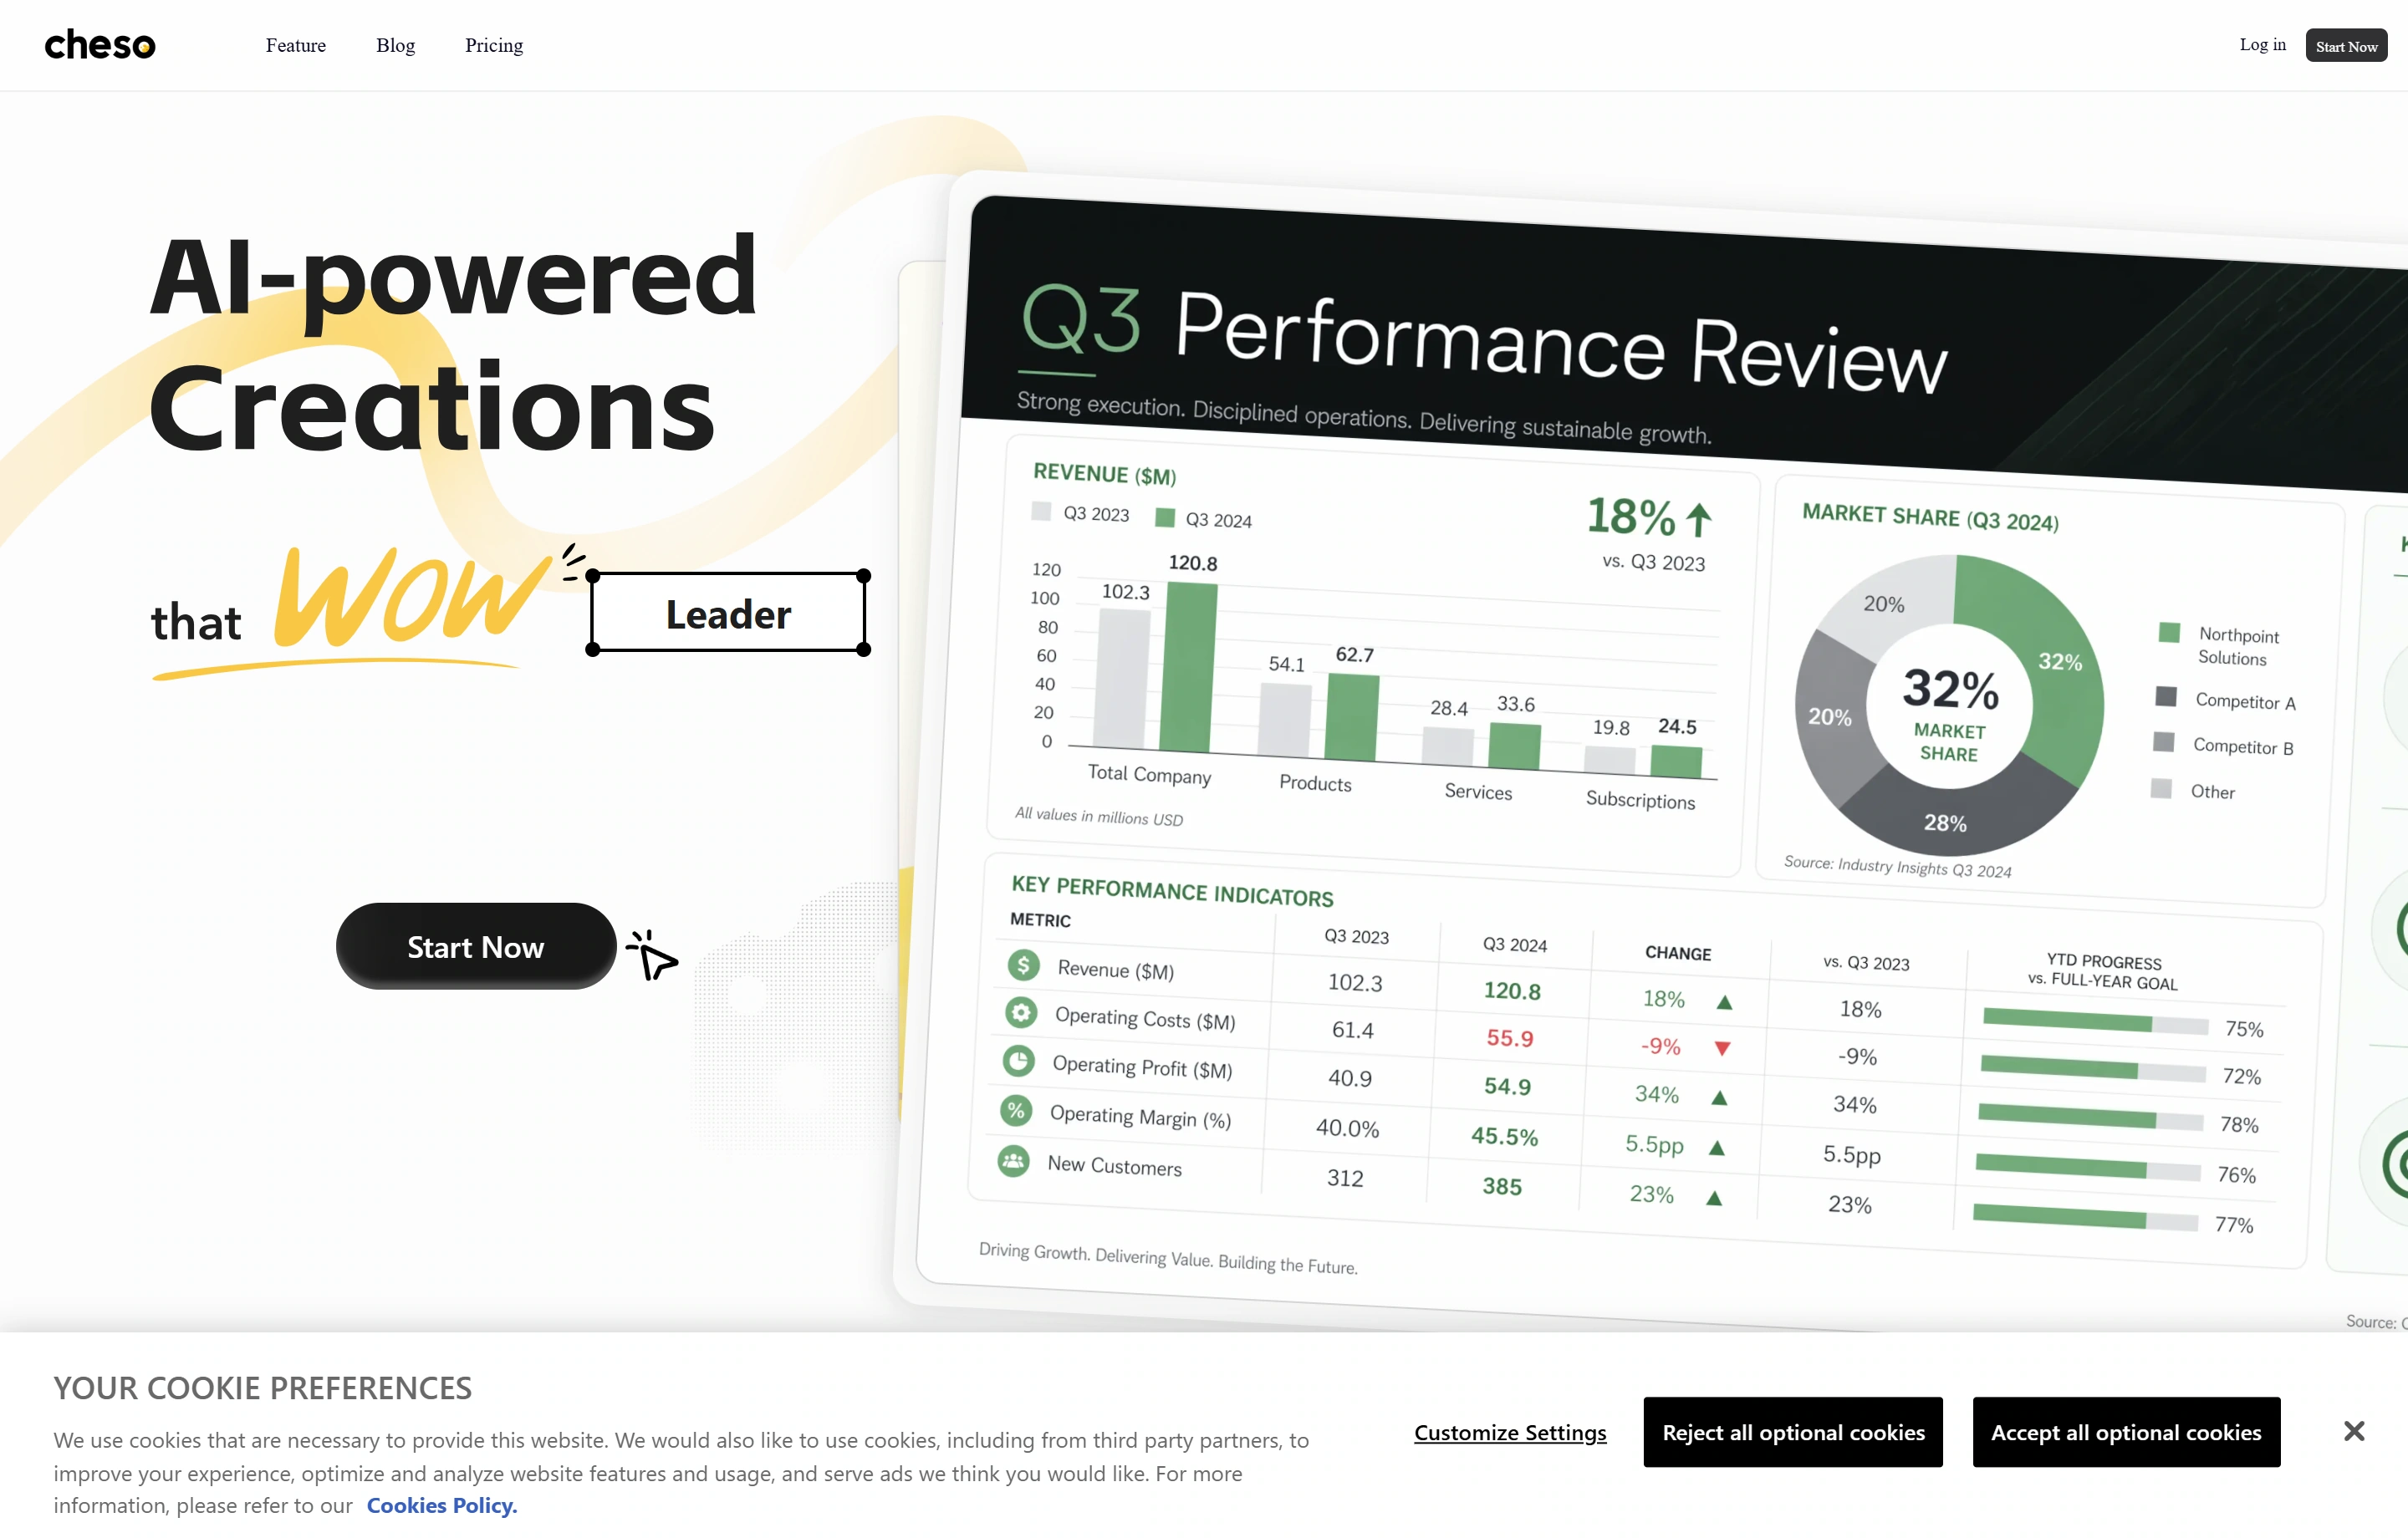 cheso
Feature
Blog
Pricing
Log in
Start Now
AI-powered
Creations
that
WOW
Leader
Start Now
Q3 Performance Review
Strong execution. Disciplined operations. Delivering sustainable growth.
REVENUE ($M)
Q3 2023
Q3 2024
18%
vs. Q3 2023
120
100
80
60
40
20
0
102.3
120.8
54.1
62.7
28.4
33.6
19.8
24.5
Total Company
Products
Services
Subscriptions
All values in millions USD
MARKET SHARE (Q3 2024)
20%
32%
20%
28%
32%
MARKET
SHARE
Northpoint
Solutions
Competitor A
Competitor B
Other
Source: Industry Insights Q3 2024
KEY PERFORMANCE INDICATORS
METRIC Q3 2023 Q3 2024 CHANGE vs. Q3 2023 YTD PROGRESS
vs. FULL-YEAR GOAL
$ Revenue ($M) 102.3 120.8 18% ▲ 18% 75%
Operating Costs ($M) 61.4 55.9 -9% ▼ -9% 72%
Operating Profit ($M) 40.9 54.9 34% ▲ 34% 78%
% Operating Margin (%) 40.0% 45.5% 5.5pp ▲ 5.5pp 76%
New Customers 312 385 23% ▲ 23% 77%
Driving Growth. Delivering Value. Building the Future.
Source:
YOUR COOKIE PREFERENCES
We use cookies that are necessary to provide this website. We would also like to use cookies, including from third party partners, to
improve your experience, optimize and analyze website features and usage, and serve ads we think you would like. For more
information, please refer to our Cookies Policy.
Customize Settings
Reject all optional cookies
Accept all optional cookies